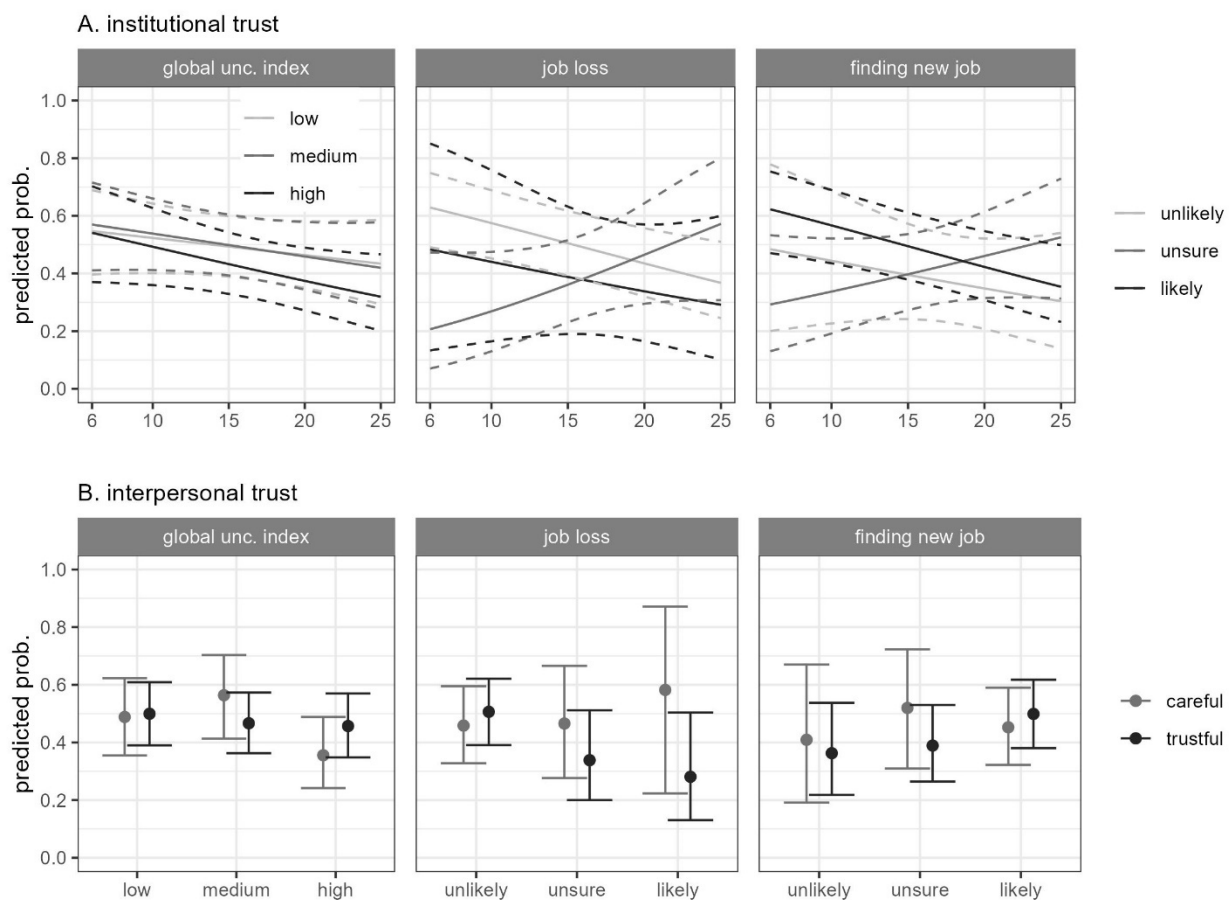 A. institutional trust
global unc. index
job loss
finding new job
predicted prob.
1.0
0.8
0.6
0.4
0.2
0.0
low
medium
high
6 10 15 20 25
6 10 15 20 25
6 10 15 20 25
unlikely
unsure
likely
B. interpersonal trust
global unc. index
job loss
finding new job
predicted prob.
1.0
0.8
0.6
0.4
0.2
0.0
low medium high
unlikely unsure likely
unlikely unsure likely
careful
trustful